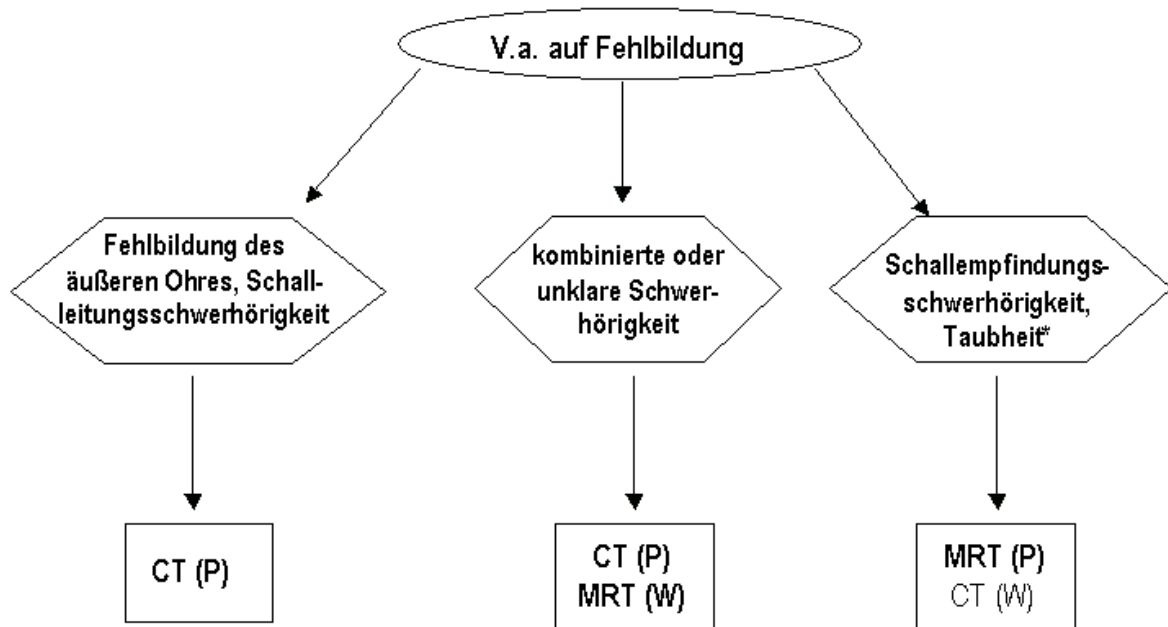 V.a. auf Fehlbildung
Fehlbildung des
äußeren Ohres, Schall-
leitungsschwerhörigkeit
kombinierte oder
unklare Schwer-
hörigkeit
Schallempfindungs-
schwerhörigkeit,
Taubheit*
CT (P)
CT (P)
MRT (W)
MRT (P)
CT (W)